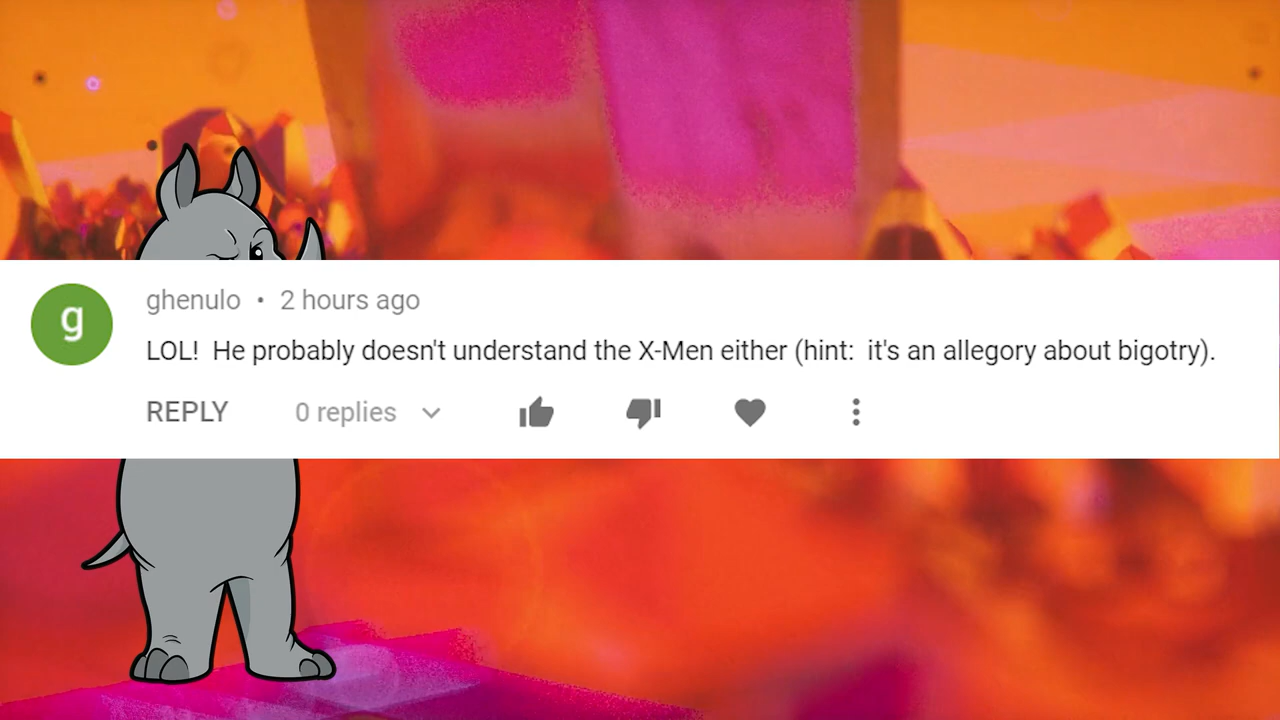 g
ghenulo • 2 hours ago
LOL!  He probably doesn't understand the X-Men either (hint:  it's an allegory about bigotry).
REPLY 0 replies